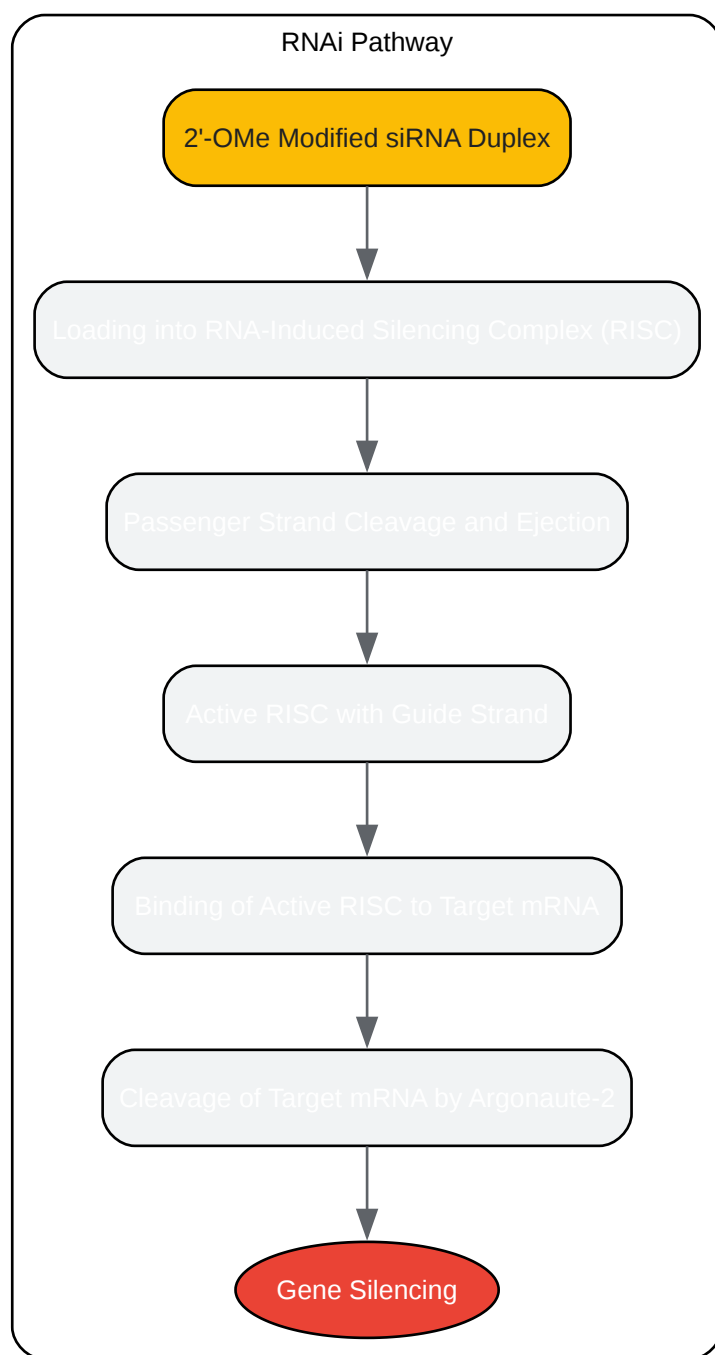 RNAi Pathway
2'-OMe Modified siRNA Duplex
Loading into RNA-Induced Silencing Complex (RISC)
Passenger Strand Cleavage and Ejection
Active RISC with Guide Strand
Binding of Active RISC to Target mRNA
Cleavage of Target mRNA by Argonaute-2
Gene Silencing